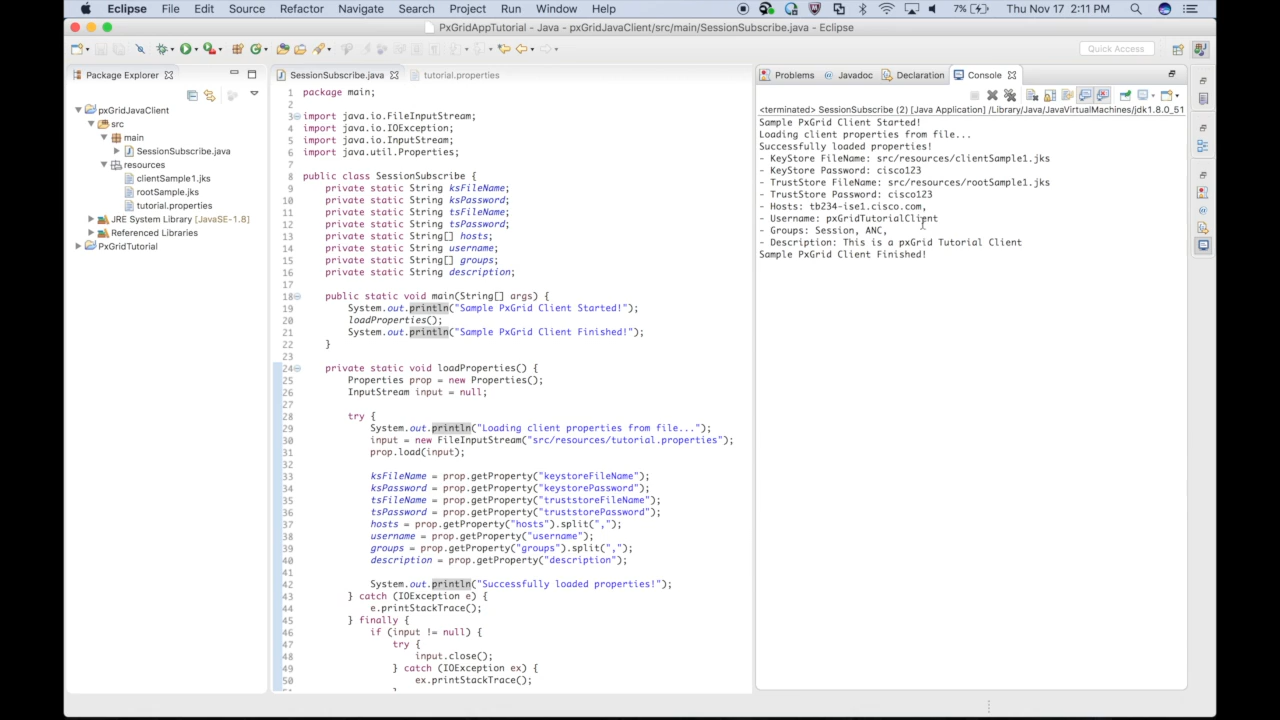 Eclipse File Edit Source Refactor Navigate Search Project Run Window Help 7% Thu Nov 17 2:11 PM
PxGridAppTutorial - Java - pxGridJavaClient/src/main/SessionSubscribe.java - Eclipse
Quick Access
Package Explorer
pxGridJavaClient
src
main
SessionSubscribe.java
resources
clientSample1.jks
rootSample.jks
tutorial.properties
JRE System Library [JavaSE-1.8]
Referenced Libraries
PxGridTutorial
SessionSubscribe.java
tutorial.properties
1 package main;
2
3 import java.io.FileInputStream;
4 import java.io.IOException;
5 import java.io.InputStream;
6 import java.util.Properties;
7
8 public class SessionSubscribe {
9 private static String ksFileName;
10 private static String ksPassword;
11 private static String tsFileName;
12 private static String tsPassword;
13 private static String[] hosts;
14 private static String username;
15 private static String[] groups;
16 private static String description;
17
18 public static void main(String[] args) {
19 System.out.println("Sample PxGrid Client Started!");
20 loadProperties();
21 System.out.println("Sample PxGrid Client Finished!");
22 }
23
24 private static void loadProperties() {
25 Properties prop = new Properties();
26 InputStream input = null;
27
28 try {
29 System.out.println("Loading client properties from file...");
30 input = new FileInputStream("src/resources/tutorial.properties");
31 prop.load(input);
32
33 ksFileName = prop.getProperty("keystoreFileName");
34 ksPassword = prop.getProperty("keystorePassword");
35 tsFileName = prop.getProperty("truststoreFileName");
36 tsPassword = prop.getProperty("truststorePassword");
37 hosts = prop.getProperty("hosts").split(",");
38 username = prop.getProperty("username");
39 groups = prop.getProperty("groups").split(",");
40 description = prop.getProperty("description");
41
42 System.out.println("Successfully loaded properties!");
43 } catch (IOException e) {
44 e.printStackTrace();
45 } finally {
46 if (input != null) {
47 try {
48 input.close();
49 } catch (IOException ex) {
50 ex.printStackTrace();
Problems Javadoc Declaration Console
<terminated> SessionSubscribe (2) [Java Application] /Library/Java/JavaVirtualMachines/jdk1.8.0_51
Sample PxGrid Client Started!
Loading client properties from file...
Successfully loaded properties!
- KeyStore FileName: src/resources/clientSample1.jks
- KeyStore Password: cisco123
- TrustStore FileName: src/resources/rootSample1.jks
- TrustStore Password: cisco123
- Hosts: tb234-ise1.cisco.com,
- Username: pxGridTutorialClient
- Groups: Session, ANC,
- Description: This is a pxGrid Tutorial Client
Sample PxGrid Client Finished!